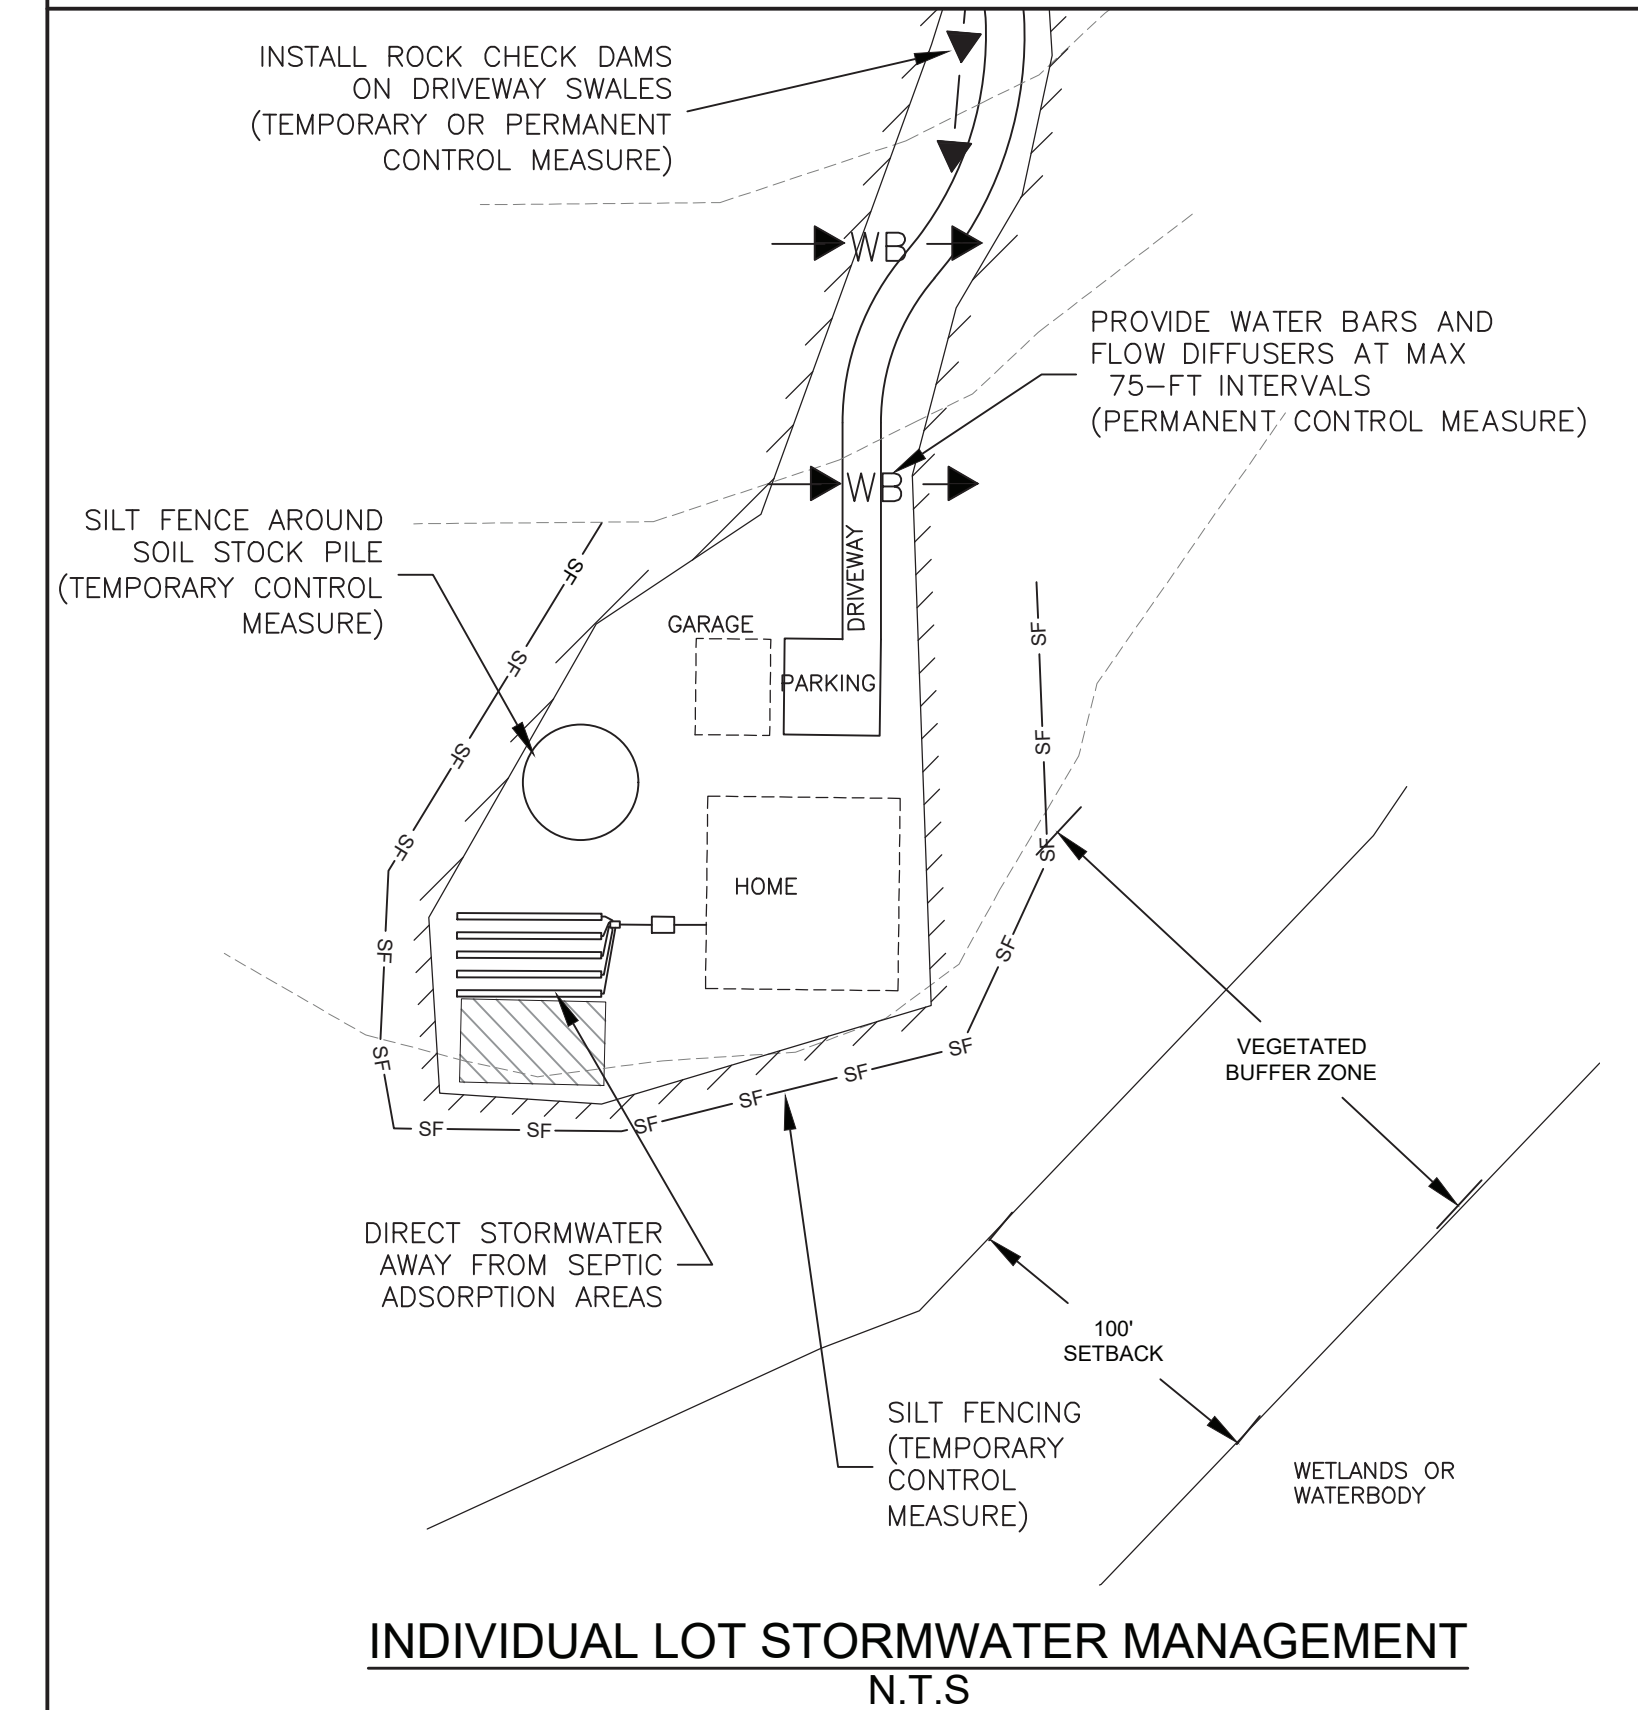 INSTALL ROCK CHECK DAMS
ON DRIVEWAY SWALES
(TEMPORARY OR PERMANENT
CONTROL MEASURE)
WB
PROVIDE WATER BARS AND
FLOW DIFFUSERS AT MAX
75-FT INTERVALS
(PERMANENT CONTROL MEASURE)
WB
SILT FENCE AROUND
SOIL STOCK PILE
(TEMPORARY CONTROL
MEASURE)
DRIVEWAY
GARAGE
PARKING
SF
SF
SF
SF
SF
SF
SF
HOME
SF
SF
SF
SF
SF
SF
SF
SF
SF
VEGETATED
BUFFER ZONE
DIRECT STORMWATER
AWAY FROM SEPTIC
ADSORPTION AREAS
100'
SETBACK
SILT FENCING
(TEMPORARY
CONTROL
MEASURE)
WETLANDS OR
WATERBODY
INDIVIDUAL LOT STORMWATER MANAGEMENT
N.T.S